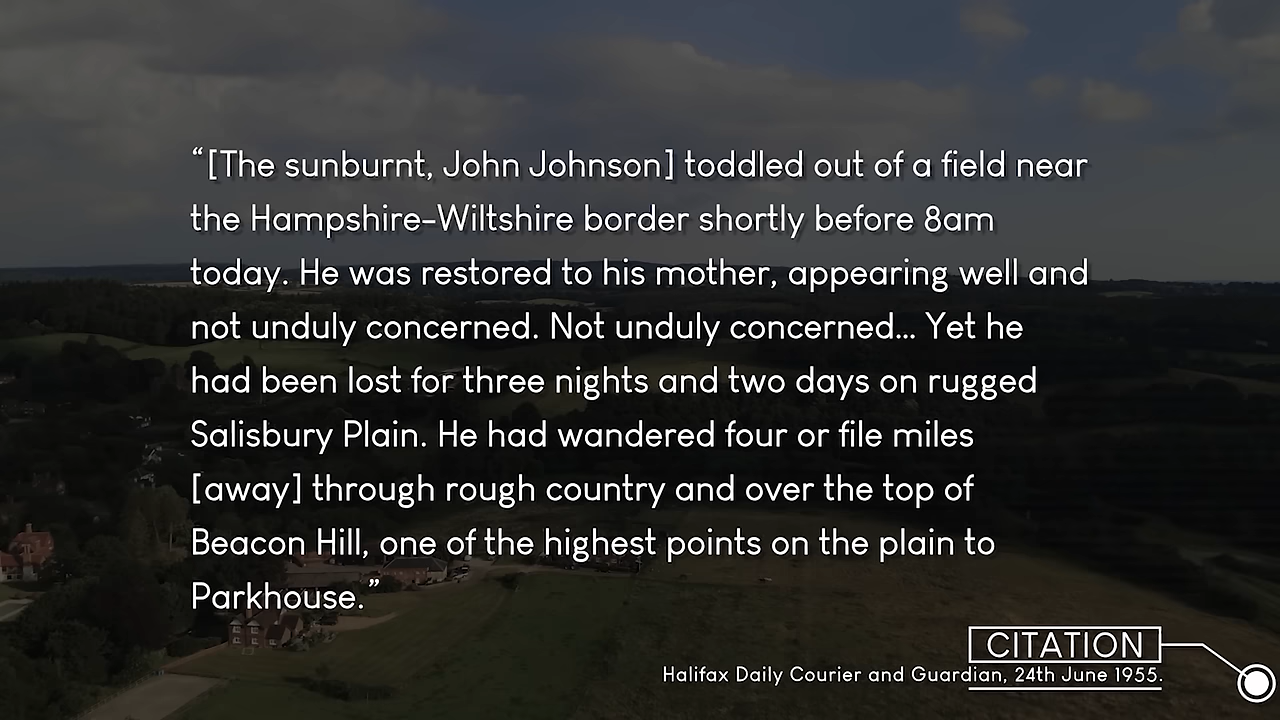 “[The sunburnt, John Johnson] toddled out of a field near
the Hampshire-Wiltshire border shortly before 8am
today. He was restored to his mother, appearing well and
not unduly concerned. Not unduly concerned... Yet he
had been lost for three nights and two days on rugged
Salisbury Plain. He had wandered four or file miles
[away] through rough country and over the top of
Beacon Hill, one of the highest points on the plain to
Parkhouse.”
CITATION
Halifax Daily Courier and Guardian, 24th June 1955.